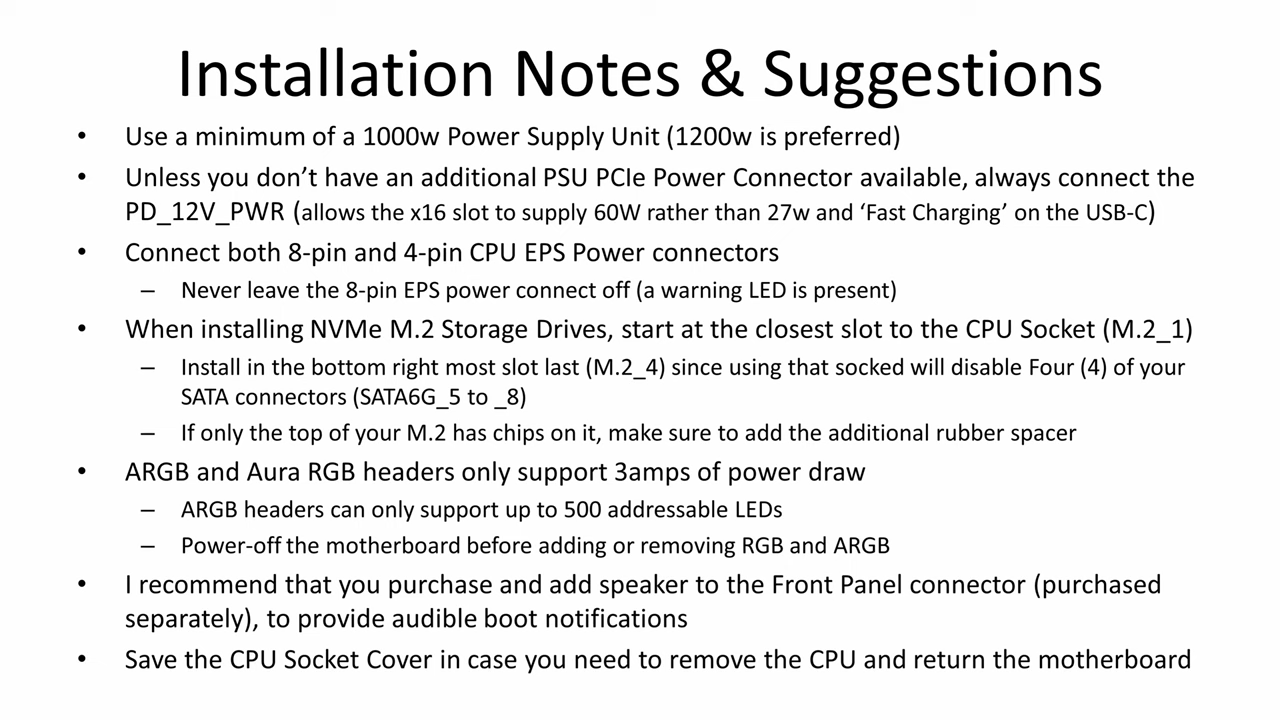 Installation Notes & Suggestions
• Use a minimum of a 1000w Power Supply Unit (1200w is preferred)
• Unless you don’t have an additional PSU PCIe Power Connector available, always connect the
PD_12V_PWR (allows the x16 slot to supply 60W rather than 27w and ‘Fast Charging’ on the USB-C)
• Connect both 8-pin and 4-pin CPU EPS Power connectors
– Never leave the 8-pin EPS power connect off (a warning LED is present)
• When installing NVMe M.2 Storage Drives, start at the closest slot to the CPU Socket (M.2_1)
– Install in the bottom right most slot last (M.2_4) since using that socked will disable Four (4) of your
SATA connectors (SATA6G_5 to _8)
– If only the top of your M.2 has chips on it, make sure to add the additional rubber spacer
• ARGB and Aura RGB headers only support 3amps of power draw
– ARGB headers can only support up to 500 addressable LEDs
– Power-off the motherboard before adding or removing RGB and ARGB
• I recommend that you purchase and add speaker to the Front Panel connector (purchased
separately), to provide audible boot notifications
• Save the CPU Socket Cover in case you need to remove the CPU and return the motherboard